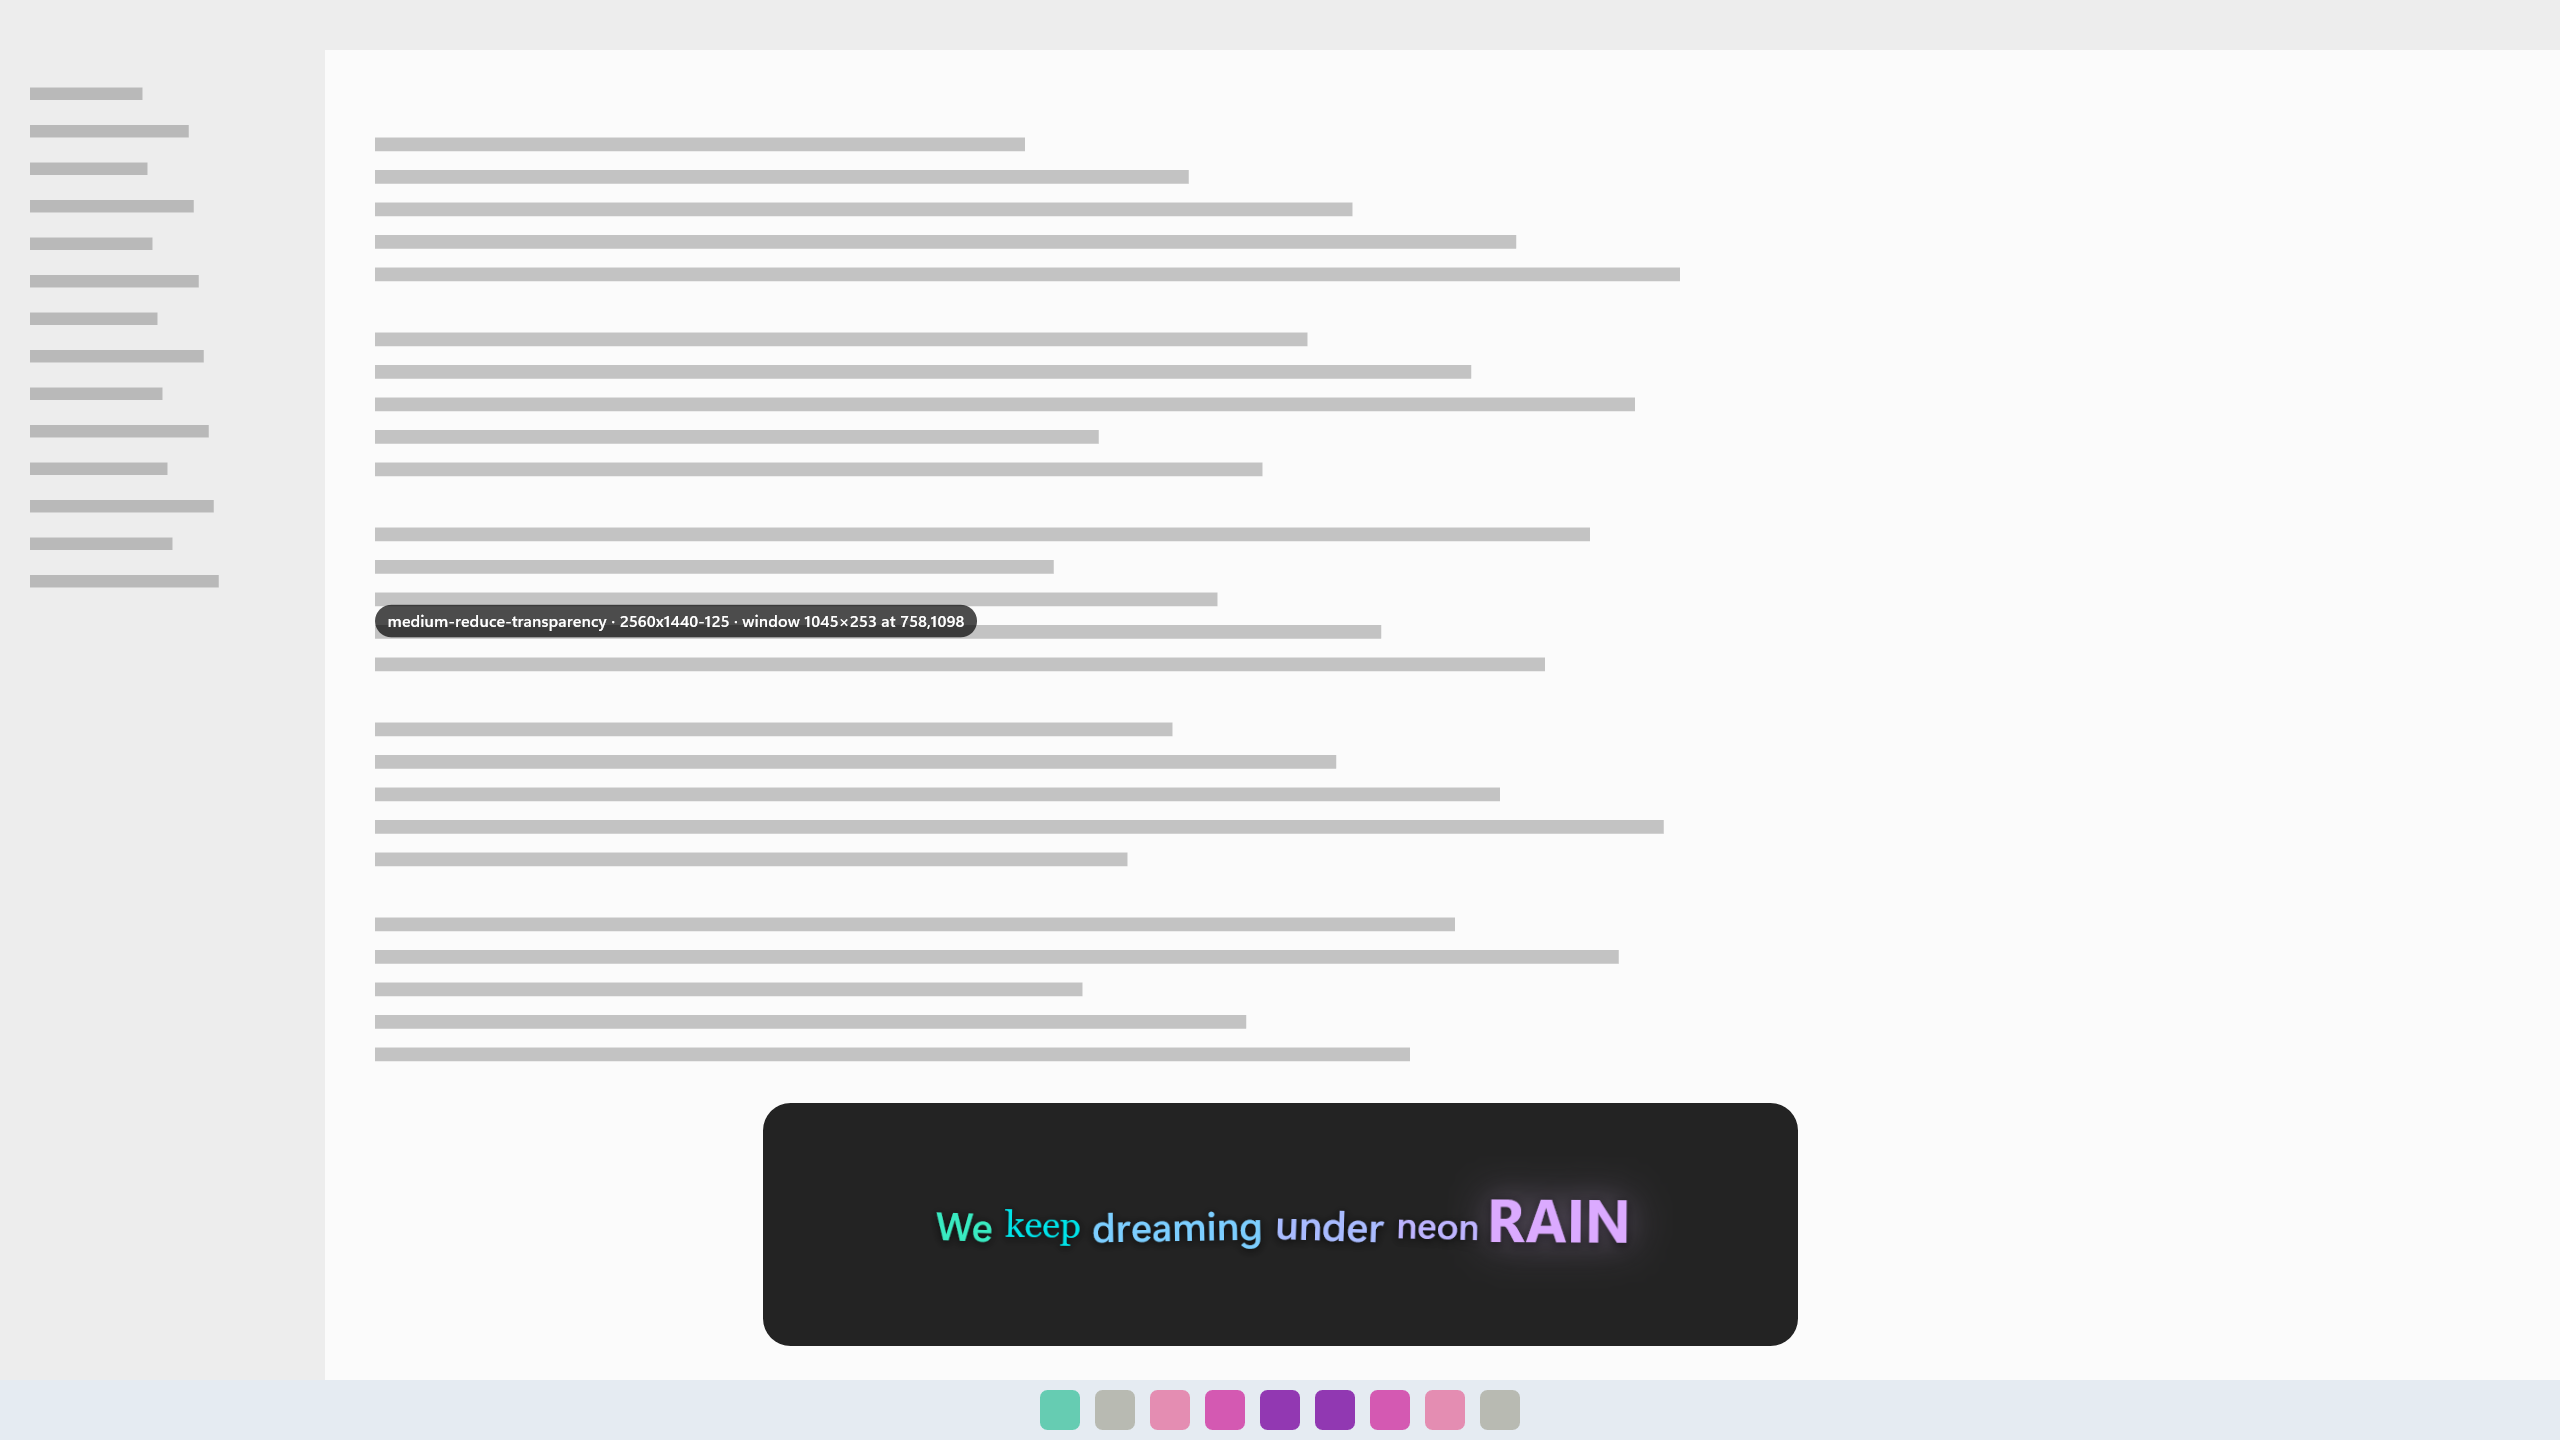 medium-reduce-transparency · 2560x1440-125 · window 1045×253 at 758,1098
We keep dreaming under neon RAIN